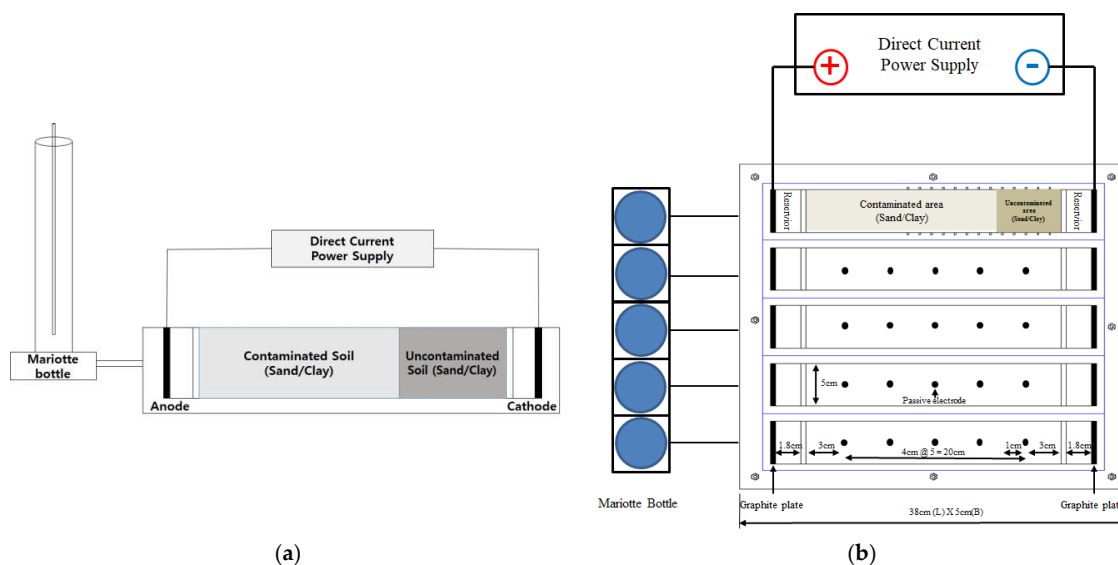 Direct Current
Power Supply
Mariotte
bottle
Contaminated Soil
(Sand/Clay)
Uncontaminated
Soil (Sand/Clay)
Anode
Cathode
(a)
Direct Current
Power Supply
+
-
Reservior
Contaminated area
(Sand/Clay)
Uncontaminated
area
(Sand/Clay)
Reservior
5cm
Passive electrode
1.8cm
3cm
4cm @ 5 = 20cm
1cm
3cm
1.8cm
Mariotte Bottle
Graphite plate
Graphite plat
38cm (L) X 5cm(B)
(b)